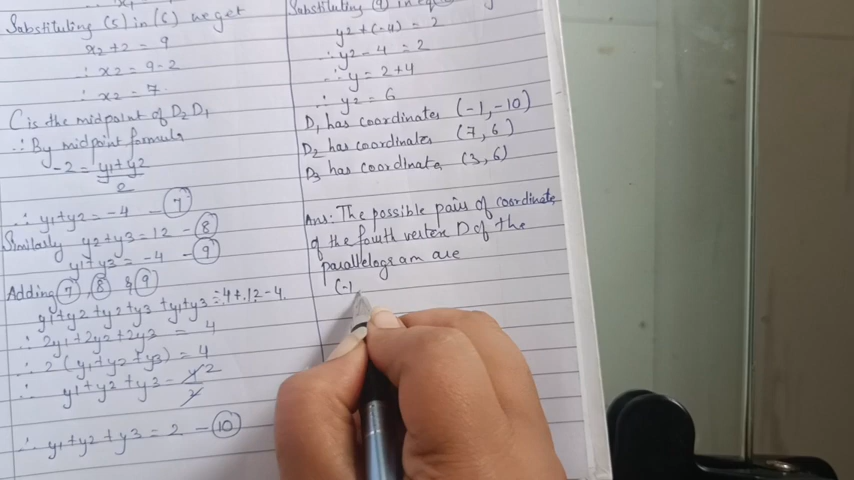 Substituting (5) in (6) we get
x2 + 2 = 9
∴ x2 = 9 - 2
∴ x2 = 7
C is the midpoint of D2 D1
∴ By midpoint formula
-2 = y1 + y2
2
∴ y1 + y2 = -4 - 7
Similarly y2 + y3 = 12 - 8
y1 + y3 = -4 - 9
Adding 7, 8 & 9
y1 + y2 + y2 + y3 + y1 + y3 = -4 + 12 - 4
∴ 2y1 + 2y2 + 2y3 = 4
∴ 2 (y1 + y2 + y3) = 4
∴ y1 + y2 + y3 = 4 2
2
∴ y1 + y2 + y3 = 2 - 10
Substituting (9) in
y2 + (-4) = 2
∴ y2 - 4 = 2
∴ y = 2 + 4
∴ y2 = 6
D1 has coordinates (-1, -10)
D2 has coordinates (7, 6)
D3 has coordinate (3, 6)
Ans: The possible pairs of coordinate
of the fourth vertex D of the
parallelogram are
(-1